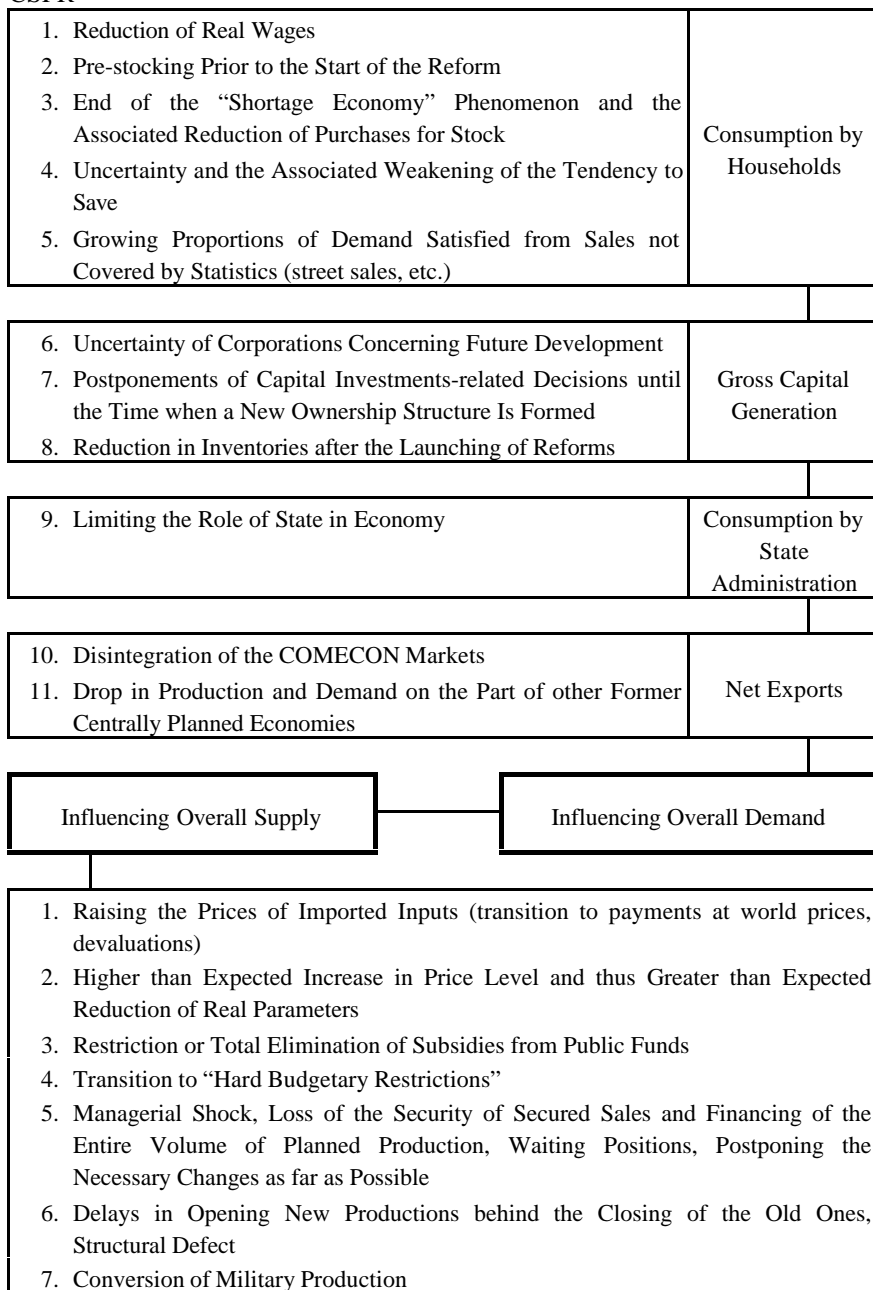 1. Reduction of Real Wages
2. Pre-stocking Prior to the Start of the Reform
3. End of the “Shortage Economy” Phenomenon and the
Associated Reduction of Purchases for Stock
4. Uncertainty and the Associated Weakening of the Tendency to
Save
5. Growing Proportions of Demand Satisfied from Sales not
Covered by Statistics (street sales, etc.)
Consumption by
Households
6. Uncertainty of Corporations Concerning Future Development
7. Postponements of Capital Investments-related Decisions until
the Time when a New Ownership Structure Is Formed
8. Reduction in Inventories after the Launching of Reforms
Gross Capital
Generation
9. Limiting the Role of State in Economy
Consumption by
State
Administration
10. Disintegration of the COMECON Markets
11. Drop in Production and Demand on the Part of other Former
Centrally Planned Economies
Net Exports
Influencing Overall Supply
Influencing Overall Demand
1. Raising the Prices of Imported Inputs (transition to payments at world prices,
devaluations)
2. Higher than Expected Increase in Price Level and thus Greater than Expected
Reduction of Real Parameters
3. Restriction or Total Elimination of Subsidies from Public Funds
4. Transition to “Hard Budgetary Restrictions”
5. Managerial Shock, Loss of the Security of Secured Sales and Financing of the
Entire Volume of Planned Production, Waiting Positions, Postponing the
Necessary Changes as far as Possible
6. Delays in Opening New Productions behind the Closing of the Old Ones,
Structural Defect
7. Conversion of Military Production